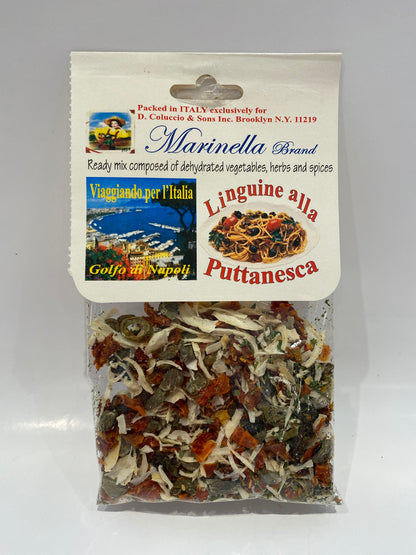 Packed in ITALY exclusively for
D. Coluccio & Sons Inc. Brooklyn N.Y. 11219
Marinella Brand
Ready mix composed of dehydrated vegetables, herbs and spices
Viaggiando per l'Italia
Golfo di Napoli
Linguine alla
Puttanesca